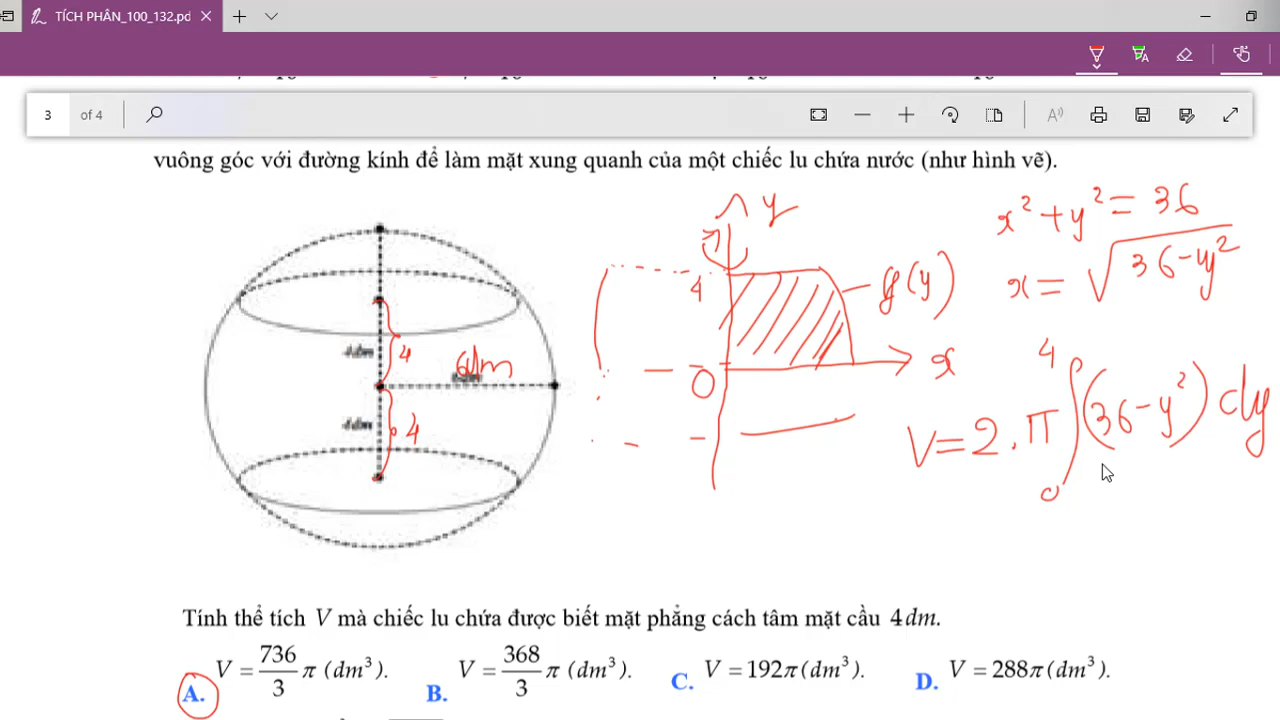 TÍCH PHÂN_100_132.pd
3 of 4
vuông góc với đường kính để làm mặt xung quanh của một chiếc lu chứa nước (như hình vẽ).
y
x² + y² = 36
4
g(y)
x = √36-y²
4dm 4
6dm
0
x
4dm 4
V = 2.π ∫₀⁴ (36-y²) dy
Tính thể tích V mà chiếc lu chứa được biết mặt phẳng cách tâm mặt cầu 4dm.
A. V = 736/3 π (dm³). B. V = 368/3 π (dm³). C. V = 192π(dm³). D. V = 288π(dm³).